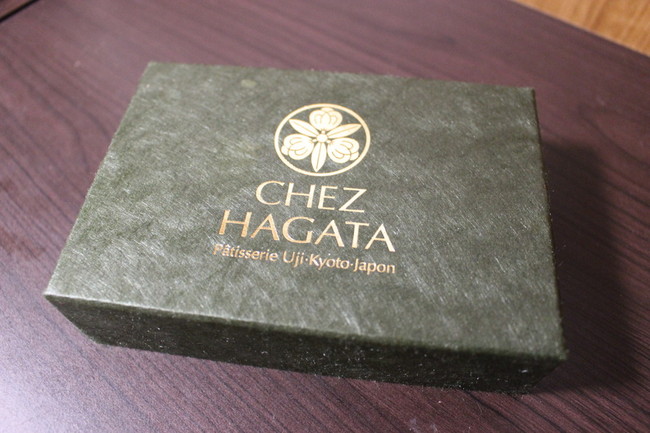 CHEZ
HAGATA
Pâtisserie Uji·Kyoto·Japon